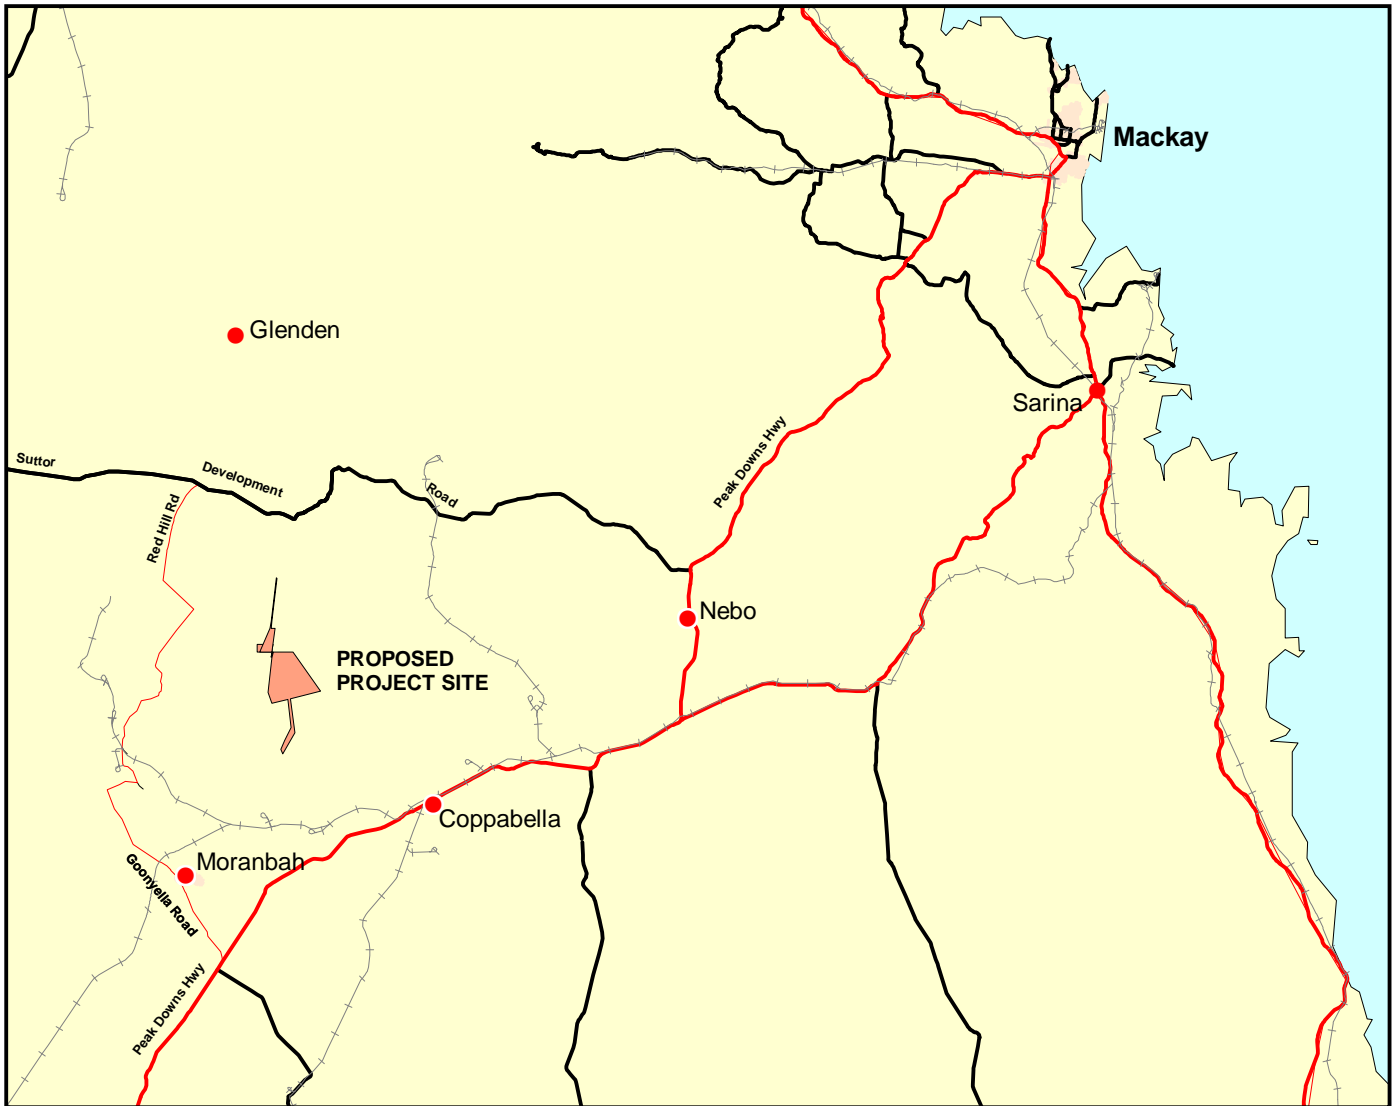 Mackay
Glenden
Sarina
Peak Downs Hwy
Suttor
Development
Road
Red Hill Rd
Nebo
PROPOSED
PROJECT SITE
Coppabella
Moranbah
Goonyella Road
Peak Downs Hwy